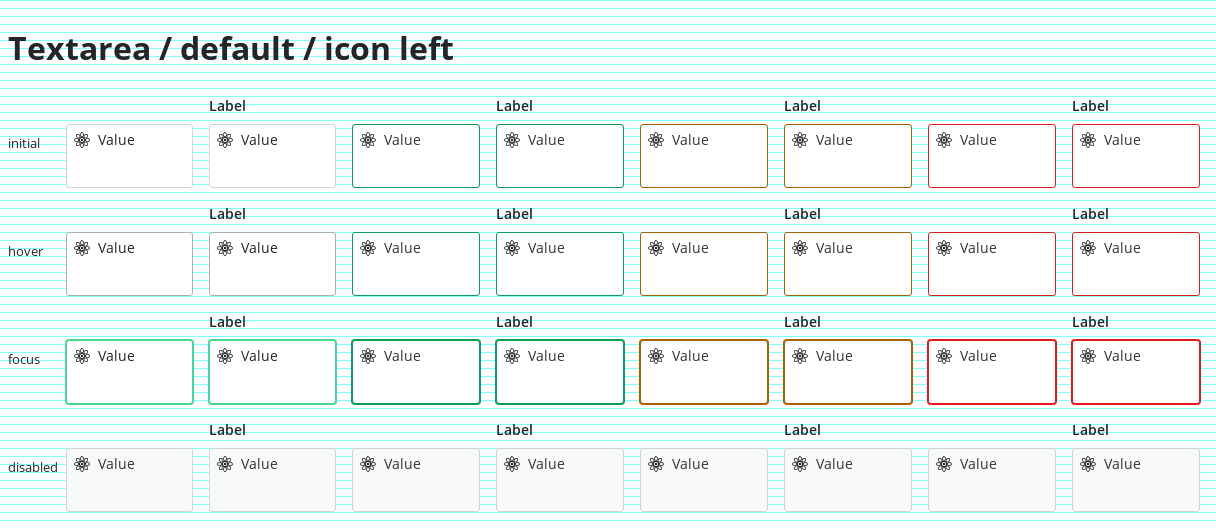 Textarea / default / icon left
Label Label Label Label
initial Value Value Value Value Value Value Value Value
Label Label Label Label
hover Value Value Value Value Value Value Value Value
Label Label Label Label
focus Value Value Value Value Value Value Value Value
Label Label Label Label
disabled Value Value Value Value Value Value Value Value